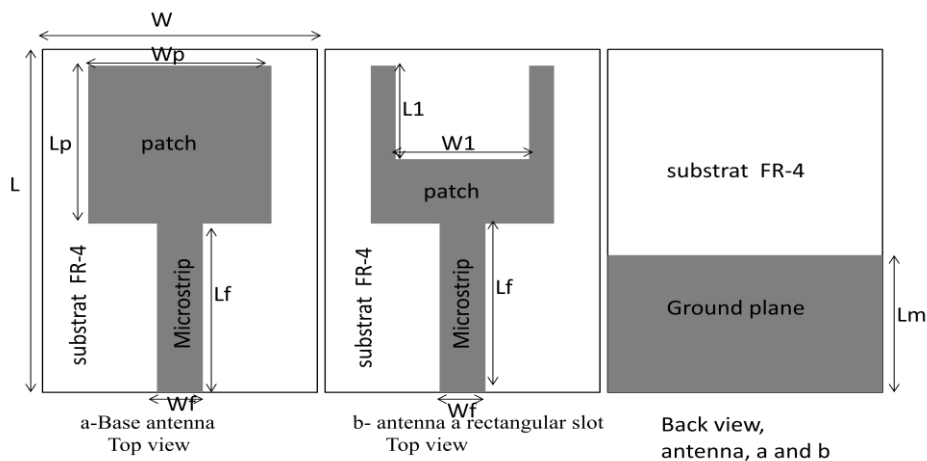 W
Wp
Lp
patch
L
substrat FR-4
Microstrip
Lf
Wf
a-Base antenna
Top view
L1
W1
patch
substrat FR-4
Microstrip
Lf
Wf
b- antenna a rectangular slot
Top view
substrat FR-4
Ground plane
Lm
Back view,
antenna, a and b